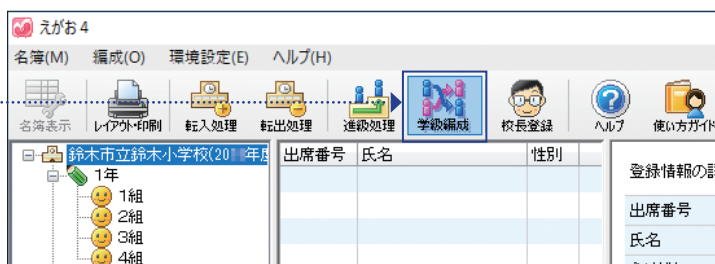 えがお4
名簿(M) 編成(O) 環境設定(E) ヘルプ(H)
名簿表示 レイアウト・印刷 転入処理 転出処理 進級処理 学級編成 校長登録 ヘルプ 使い方ガイド
鈴木市立鈴木小学校(20 年度
1年
1組
2組
3組
4組
出席番号 氏名 性別
登録情報の
出席番号
氏名